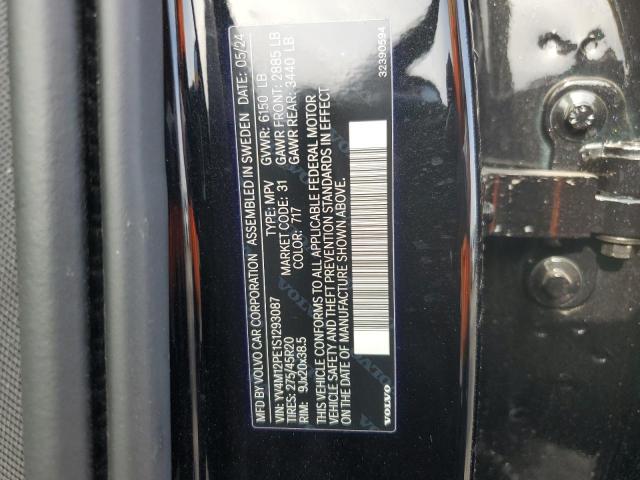 MFD BY VOLVO CAR CORPORATION ASSEMBLED IN SWEDEN DATE: 05/24
VIN: YV4M12PE1S1293087 TYPE: MPV GVWR: 6150 LB
TIRES: 275/45R20 MARKET CODE: 31 GAWR FRONT: 2885 LB
RIM: 9Jx20x38.5 COLOR: 717 GAWR REAR: 3440 LB
THIS VEHICLE CONFORMS TO ALL APPLICABLE FEDERAL MOTOR
VEHICLE SAFETY AND THEFT PREVENTION STANDARDS IN EFFECT
ON THE DATE OF MANUFACTURE SHOWN ABOVE.
VOLVO 32390594